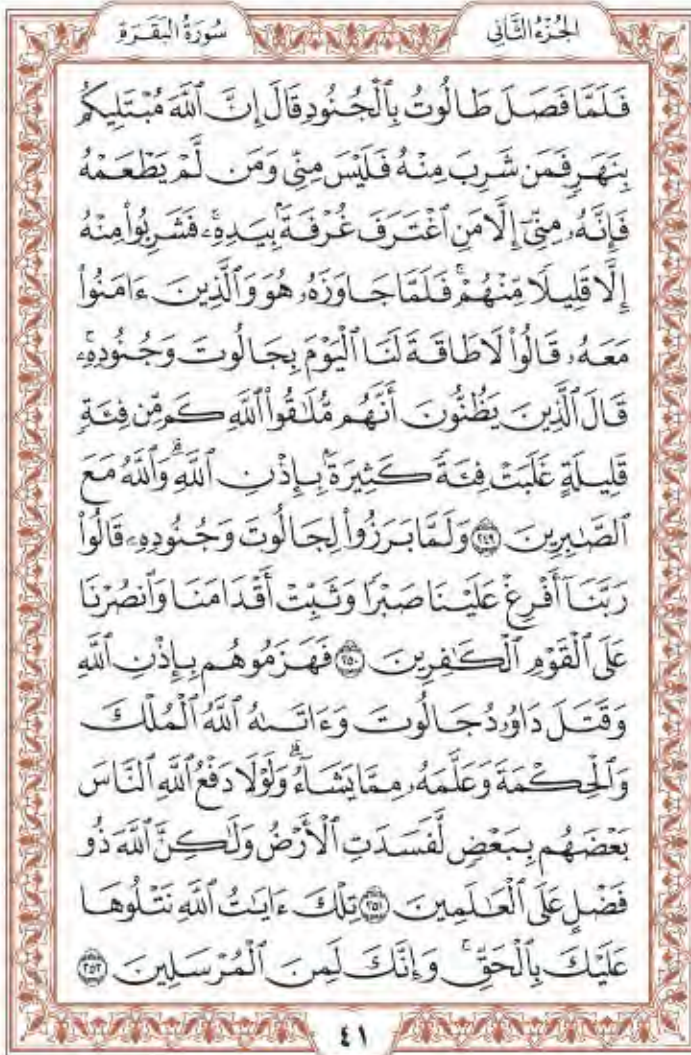 الجُزْءُ الثَّانِي
سُورَةُ البَقَرَةِ
فَلَمَّا فَصَلَ طَالُوتُ بِٱلْجُنُودِ قَالَ إِنَّ ٱللَّهَ مُبْتَلِيكُم
بِنَهَرٍ فَمَن شَرِبَ مِنْهُ فَلَيْسَ مِنِّي وَمَن لَّمْ يَطْعَمْهُ
فَإِنَّهُۥ مِنِّيٓ إِلَّا مَنِ ٱغْتَرَفَ غُرْفَةًۢ بِيَدِهِۦۚ فَشَرِبُوا۟ مِنْهُ
إِلَّا قَلِيلًا مِّنْهُمْۚ فَلَمَّا جَاوَزَهُۥ هُوَ وَٱلَّذِينَ ءَامَنُوا۟
مَعَهُۥ قَالُوا۟ لَا طَاقَةَ لَنَا ٱلْيَوْمَ بِجَالُوتَ وَجُنُودِهِۦۚ
قَالَ ٱلَّذِينَ يَظُنُّونَ أَنَّهُم مُّلَٰقُوا۟ ٱللَّهِ كَم مِّن فِئَةٍ
قَلِيلَةٍ غَلَبَتْ فِئَةً كَثِيرَةًۢ بِإِذْنِ ٱللَّهِۗ وَٱللَّهُ مَعَ
ٱلصَّٰبِرِينَ ٢٤٩ وَلَمَّا بَرَزُوا۟ لِجَالُوتَ وَجُنُودِهِۦ قَالُوا۟
رَبَّنَآ أَفْرِغْ عَلَيْنَا صَبْرًا وَثَبِّتْ أَقْدَامَنَا وَٱنصُرْنَا
عَلَى ٱلْقَوْمِ ٱلْكَٰفِرِينَ ٢٥٠ فَهَزَمُوهُم بِإِذْنِ ٱللَّهِ
وَقَتَلَ دَاوُۥدُ جَالُوتَ وَءَاتَىٰهُ ٱللَّهُ ٱلْمُلْكَ
وَٱلْحِكْمَةَ وَعَلَّمَهُۥ مِمَّا يَشَآءُۗ وَلَوْلَا دَفْعُ ٱللَّهِ ٱلنَّاسَ
بَعْضَهُم بِبَعْضٍ لَّفَسَدَتِ ٱلْأَرْضُ وَلَٰكِنَّ ٱللَّهَ ذُو
فَضْلٍ عَلَى ٱلْعَٰلَمِينَ ٢٥١ تِلْكَ ءَايَٰتُ ٱللَّهِ نَتْلُوهَا
عَلَيْكَ بِٱلْحَقِّۚ وَإِنَّكَ لَمِنَ ٱلْمُرْسَلِينَ ٢٥٢
٤١